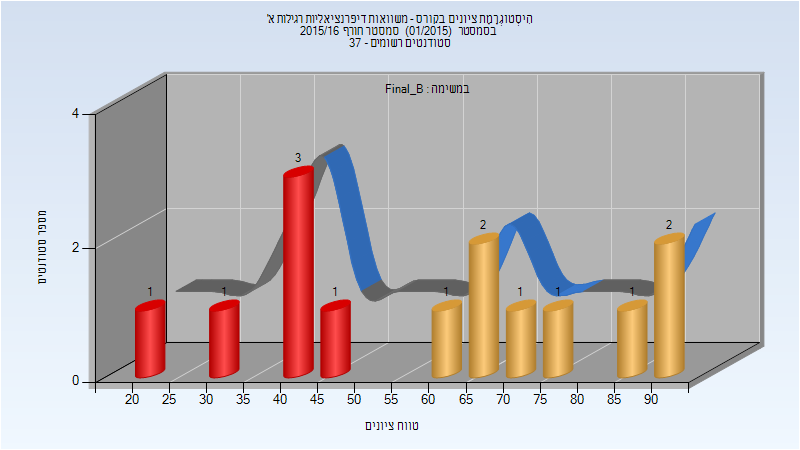 הִיסְטוֹגְרָמַת ציונים בקורס - משוואות דיפרנציאליות רגילות א'
בסמסטר (01/2015) סמסטר חורף 2015/16
סטודנטים רשומים - 37
במשימה : Final_B
מספר סטודנטים
4
2
0
1
1
3
1
1
2
1
1
1
2
20 25 30 35 40 45 55 60 65 70 75 80 85 90
טווח ציונים